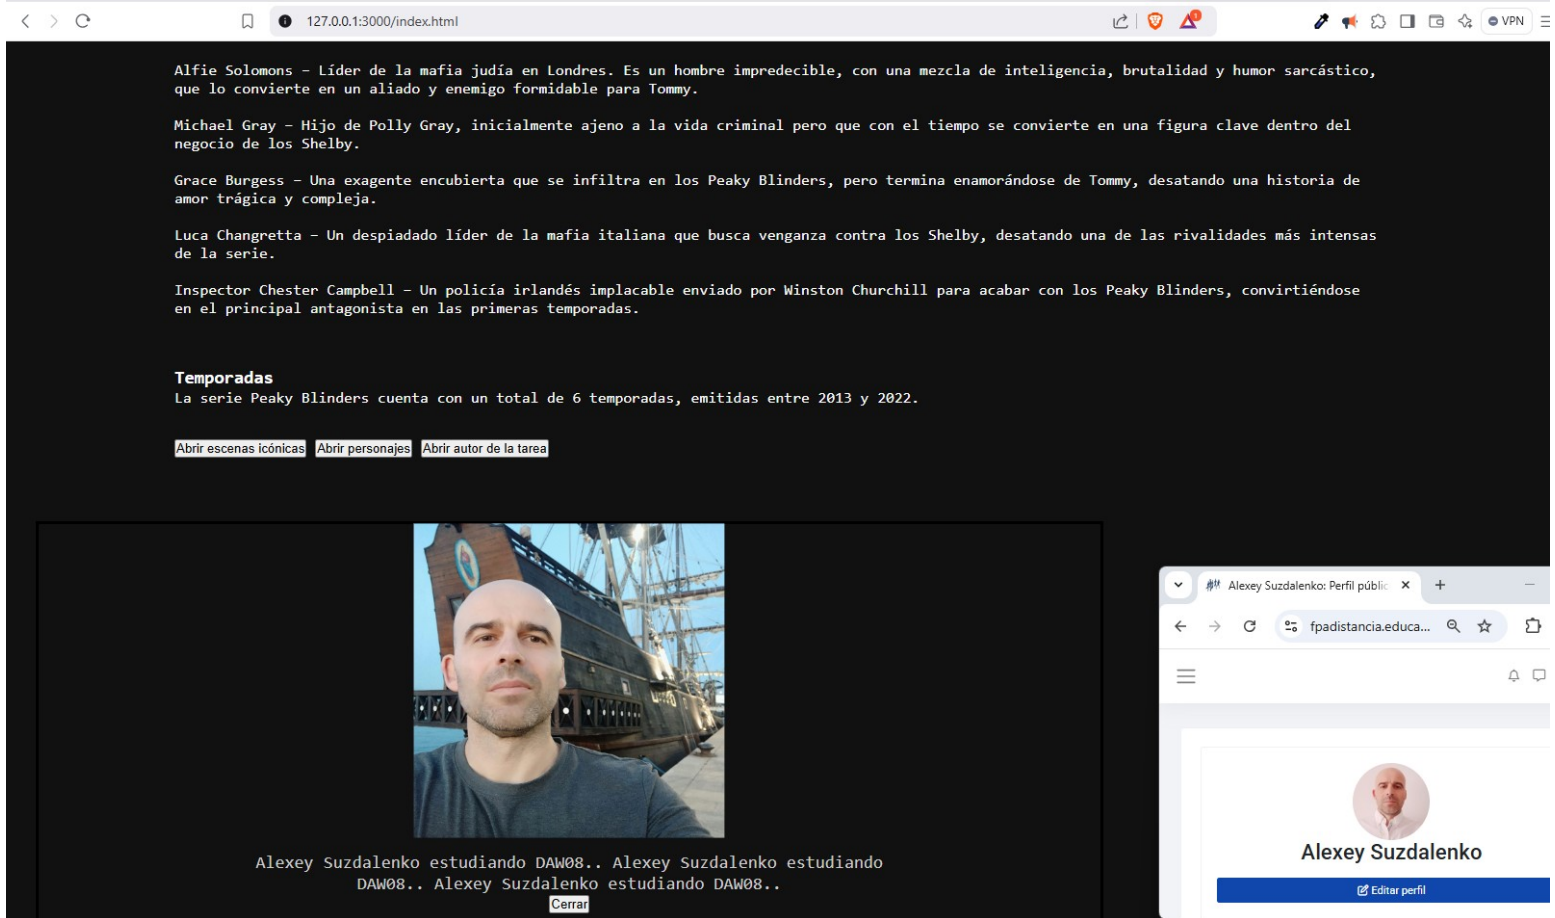 127.0.0.1:3000/index.html
1
VPN
Alfie Solomons – Líder de la mafia judía en Londres. Es un hombre impredecible, con una mezcla de inteligencia, brutalidad y humor sarcástico,
que lo convierte en un aliado y enemigo formidable para Tommy.
Michael Gray – Hijo de Polly Gray, inicialmente ajeno a la vida criminal pero que con el tiempo se convierte en una figura clave dentro del
negocio de los Shelby.
Grace Burgess – Una exagente encubierta que se infiltra en los Peaky Blinders, pero termina enamorándose de Tommy, desatando una historia de
amor trágica y compleja.
Luca Changretta – Un despiadado líder de la mafia italiana que busca venganza contra los Shelby, desatando una de las rivalidades más intensas
de la serie.
Inspector Chester Campbell – Un policía irlandés implacable enviado por Winston Churchill para acabar con los Peaky Blinders, convirtiéndose
en el principal antagonista en las primeras temporadas.
Temporadas
La serie Peaky Blinders cuenta con un total de 6 temporadas, emitidas entre 2013 y 2022.
Abrir escenas icónicas Abrir personajes Abrir autor de la tarea
Alexey Suzdalenko estudiando DAW08.. Alexey Suzdalenko estudiando
DAW08.. Alexey Suzdalenko estudiando DAW08..
Cerrar
Alexey Suzdalenko: Perfil públic
fpadistancia.educa...
Alexey Suzdalenko
Editar perfil